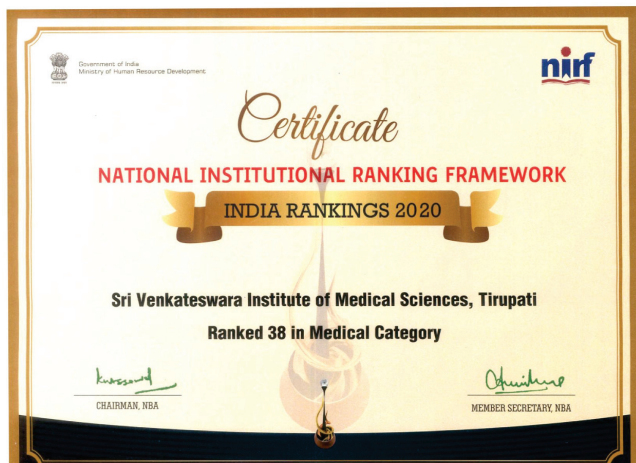 Government of India
Ministry of Human Resource Development
nirf
Certificate
NATIONAL INSTITUTIONAL RANKING FRAMEWORK
INDIA RANKINGS 2020
Sri Venkateswara Institute of Medical Sciences, Tirupati
Ranked 38 in Medical Category
CHAIRMAN, NBA
MEMBER SECRETARY, NBA